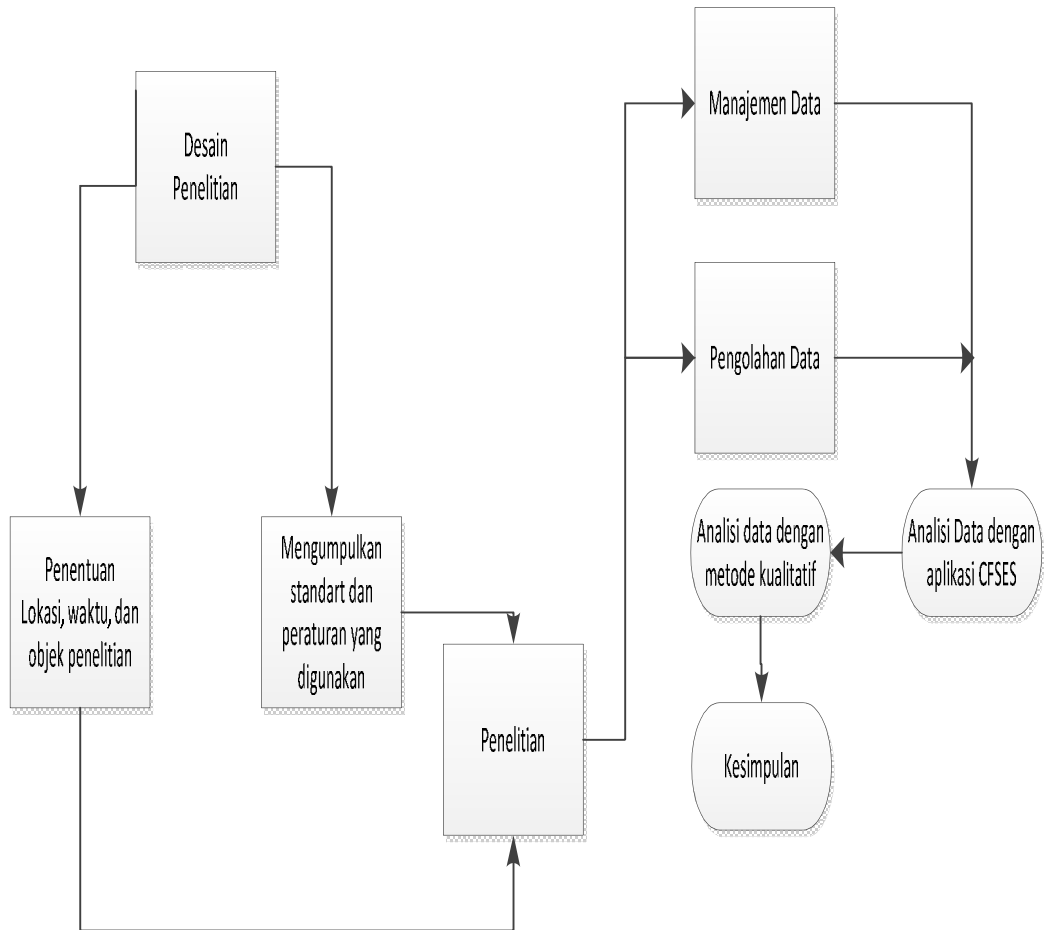 Desain
Penelitian
Penentuan
Lokasi, waktu, dan
objek penelitian
Mengumpulkan
standart dan
peraturan yang
digunakan
Penelitian
Manajemen Data
Pengolahan Data
Analisi Data dengan
aplikasi CFSES
Analisi data dengan
metode kualitatif
Kesimpulan